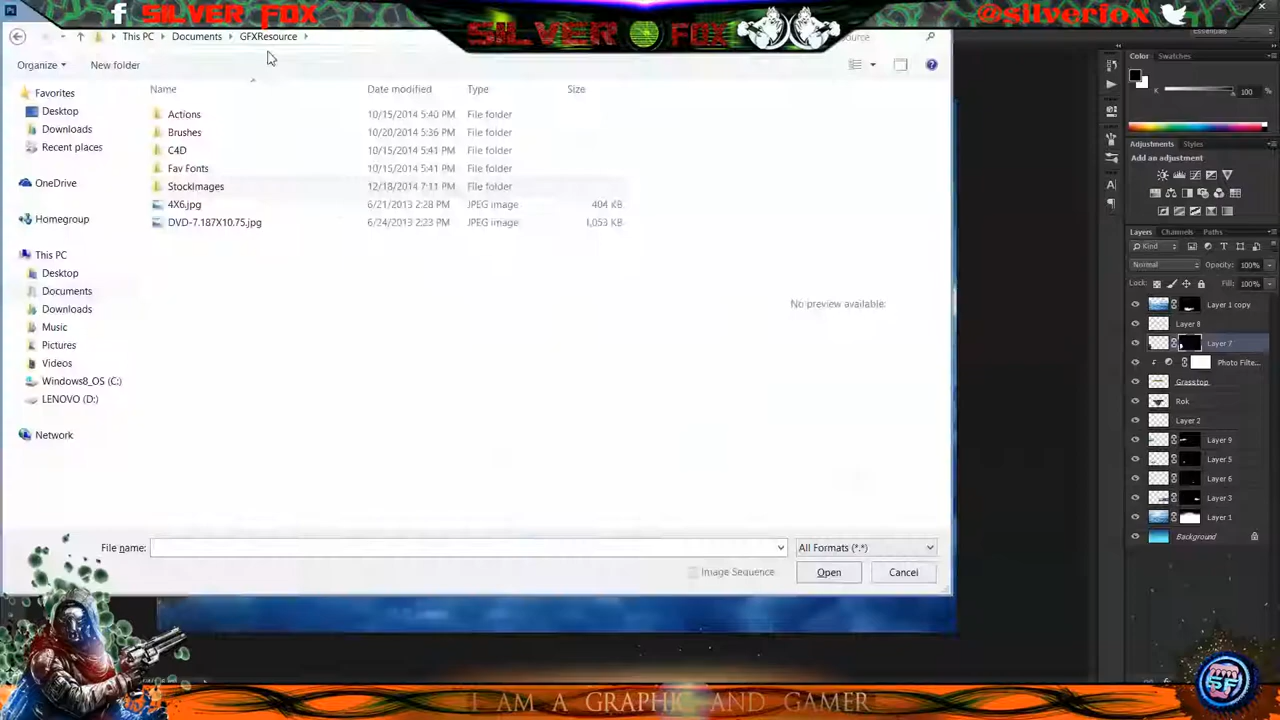 SILVER FOX
SILVER FOX
@silverfox
This PC Documents GFXResource
Essentials
Organize New folder
Favorites
Desktop
Downloads
Recent places
OneDrive
Homegroup
This PC
Desktop
Documents
Downloads
Music
Pictures
Videos
Windows8_OS (C:)
LENOVO (D:)
Network
Name Date modified Type Size
Actions 10/15/2014 5:40 PM File folder
Brushes 10/20/2014 5:36 PM File folder
C4D 10/15/2014 5:41 PM File folder
Fav Fonts 10/15/2014 5:41 PM File folder
StockImages 12/18/2014 7:11 PM File folder
4X6.jpg 6/21/2013 2:28 PM JPEG image 404 KB
DVD-7.187X10.75.jpg 6/24/2013 2:23 PM JPEG image 1,053 KB
No preview available.
File name: All Formats (*.*)
Image Sequence Open Cancel
Color Swatches
K 100 %
Adjustments Styles
Add an adjustment
Layers Channels Paths
Kind
Normal Opacity: 100%
Lock: Fill: 100%
Layer 1 copy
Layer 8
Layer 7
Photo Filte...
Grasstop
Rok
Layer 2
Layer 9
Layer 5
Layer 6
Layer 3
Layer 1
Background
I AM A GRAPHIC AND GAMER
SF